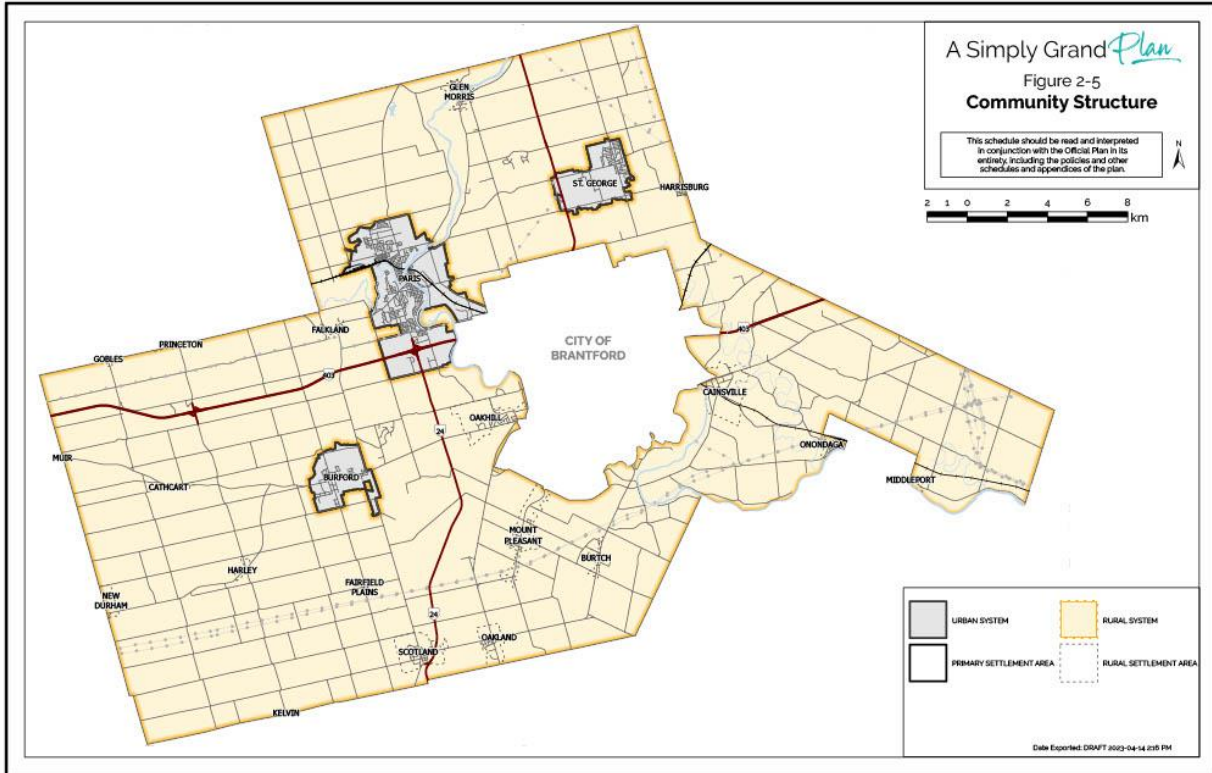 A Simply Grand Plan
Figure 2-5
Community Structure
This schedule should be read and interpreted
in conjunction with the Official Plan in its
entirety, including the policies and other
schedules and appendices of the plan.
N
2 1 0 2 4 6 8
km
GLEN
MORRIS
ST. GEORGE
HARRISBURG
PARIS
FALKLAND
PRINCETON
GOBLES
403
403
CITY OF
BRANTFORD
CAINSVILLE
OAKHILL
24
ONONDAGA
MIDDLEPORT
MUIR
CATHCART
BURFORD
MOUNT
PLEASANT
BURTCH
HARLEY
FAIRFIELD
PLAINS
NEW
DURHAM
24
SCOTLAND
OAKLAND
KELVIN
URBAN SYSTEM
RURAL SYSTEM
PRIMARY SETTLEMENT AREA
RURAL SETTLEMENT AREA
Date Exported: DRAFT 2023-04-14 2:16 PM